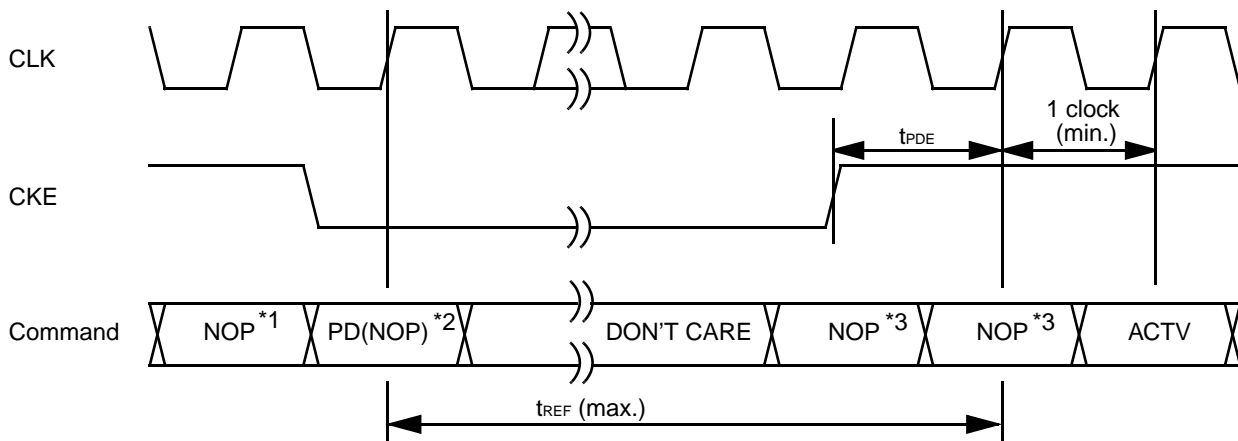 CLK
1 clock
(min.)
tPDE
CKE
Command
NOP *1
PD(NOP) *2
DON'T CARE
NOP *3
NOP *3
ACTV
tREF (max.)